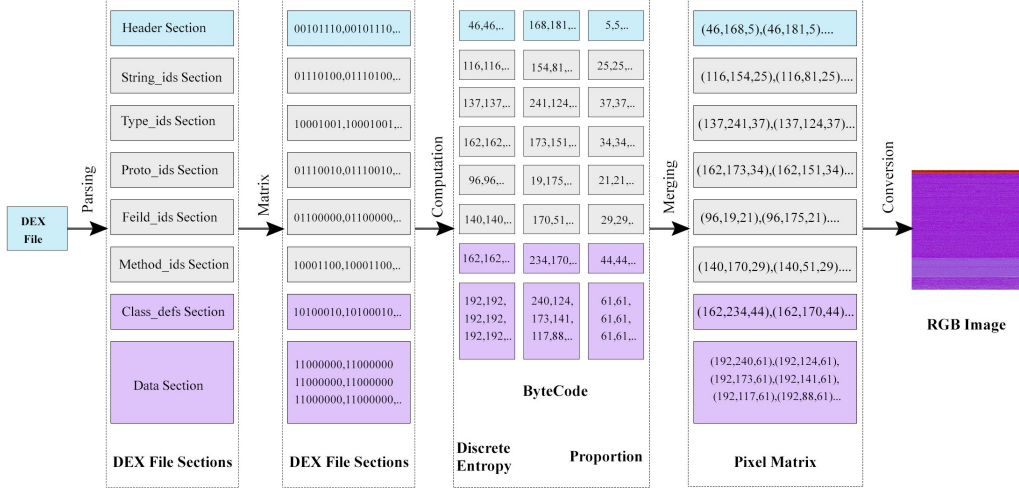 DEX
File
Parsing
Header Section
String_ids Section
Type_ids Section
Proto_ids Section
Feild_ids Section
Method_ids Section
Class_defs Section
Data Section
DEX File Sections
Matrix
00101110,00101110,..
01110100,01110100,..
10001001,10001001,..
01110010,01110010,..
01100000,01100000,..
10001100,10001100,..
10100010,10100010,..
11000000,11000000
11000000,11000000
11000000,11000000,..
DEX File Sections
Computation
46,46,.. 168,181,.. 5,5,..
116,116,.. 154,81,.. 25,25,..
137,137,.. 241,124,.. 37,37,..
162,162,.. 173,151,.. 34,34,..
96,96,.. 19,175,.. 21,21,..
140,140,.. 170,51,.. 29,29,..
162,162,.. 234,170,.. 44,44,..
192,192, 240,124, 61,61,
192,192, 173,141, 61,61,
192,192,.. 117,88,.. 61,61,..
ByteCode
Discrete
Entropy
Proportion
Merging
(46,168,5),(46,181,5)....
(116,154,25),(116,81,25)....
(137,241,37),(137,124,37)...
(162,173,34),(162,151,34)...
(96,19,21),(96,175,21)....
(140,170,29),(140,51,29)....
(162,234,44),(162,170,44)...
(192,240,61),(192,124,61),
(192,173,61),(192,141,61),
(192,117,61),(192,88,61)...
Pixel Matrix
Conversion
RGB Image